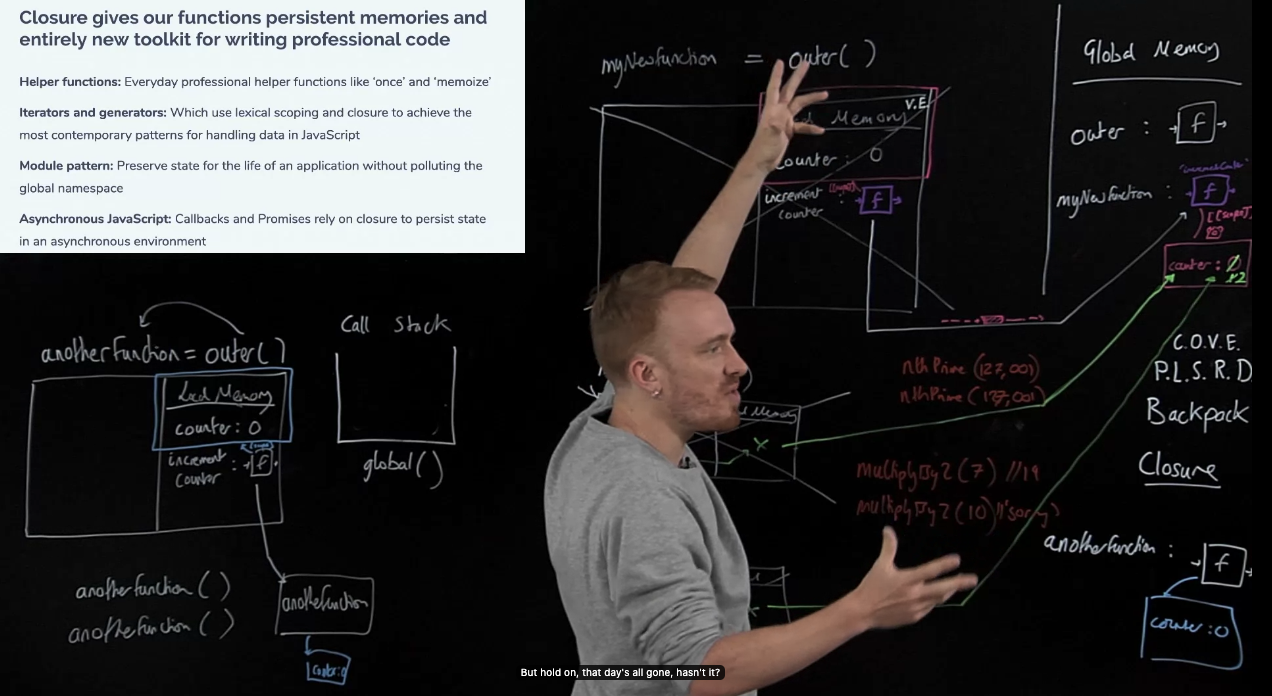 Closure gives our functions persistent memories and
entirely new toolkit for writing professional code
Helper functions: Everyday professional helper functions like ‘once’ and ‘memoize’
Iterators and generators: Which use lexical scoping and closure to achieve the
most contemporary patterns for handling data in JavaScript
Module pattern: Preserve state for the life of an application without polluting the
global namespace
Asynchronous JavaScript: Callbacks and Promises rely on closure to persist state
in an asynchronous environment
myNewFunction = outer( )
V.E
Memory
counter: 0
increment : f
counter
Global Memory
outer : f
myNewFunction : f
[[scope]]
counter: 0
1 2
nthPrime (127,001)
nthPrime (127,001)
multiplyBy2 (7) //14
multiplyBy2 (10) //'sorry'
C.O.V.E.
P.L.S.R.D
Backpack
Closure
anotherFunction : f
counter:0
anotherFunction = outer( )
Local Memory
counter: 0
increment : f
counter
Call Stack
global( )
anotherfunction ( )
anotherfunction ( )
anotherfunction
But hold on, that day's all gone, hasn't it?